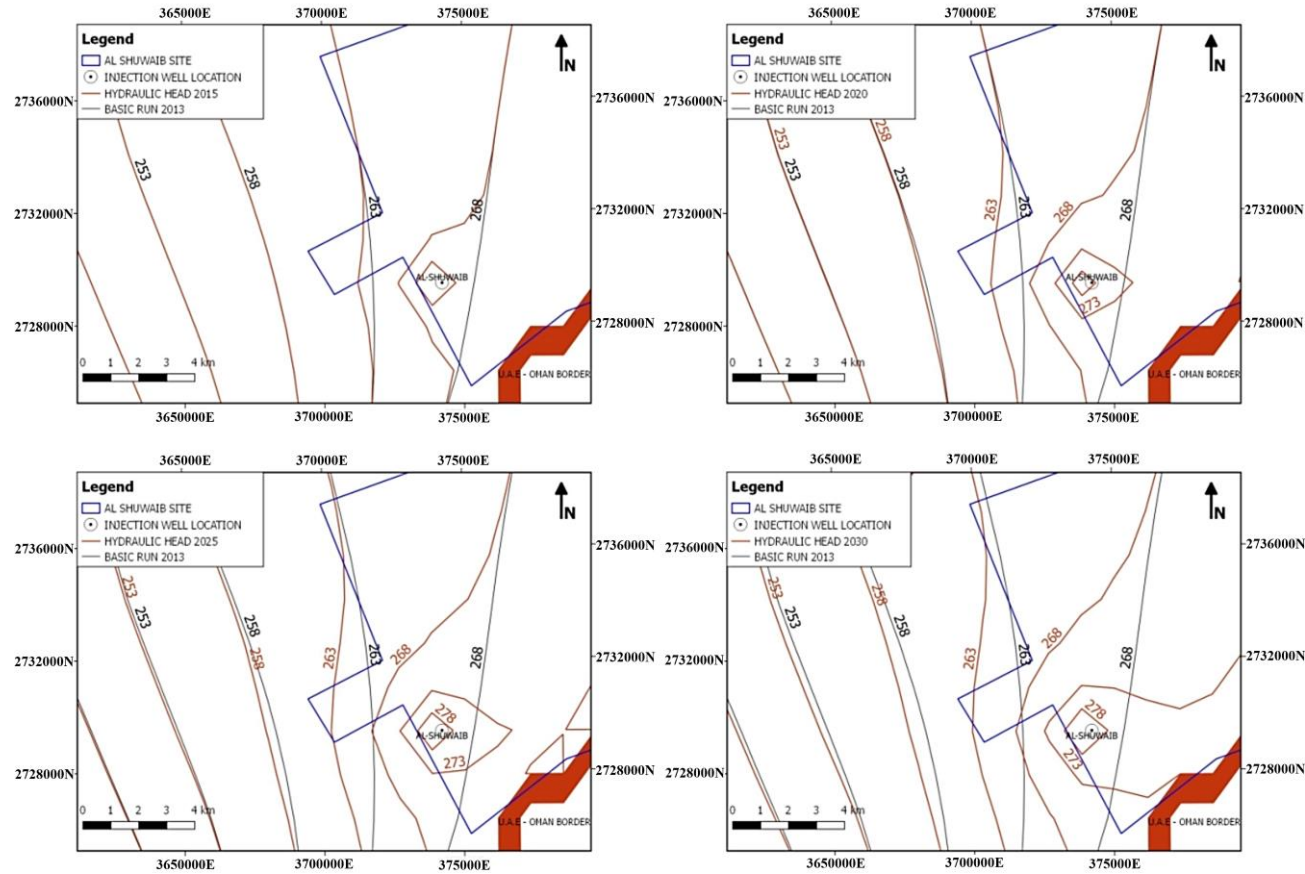 365000E 370000E 375000E
Legend
AL SHUWAIB SITE
INJECTION WELL LOCATION
HYDRAULIC HEAD 2015
BASIC RUN 2013
N
2736000N
2736000N
2732000N
2732000N
2728000N
2728000N
253
258
263
268
AL-SHUWAIB
U.A.E - OMAN BORDER
0 1 2 3 4 km
3650000E 370000E 375000E
365000E 370000E 375000E
Legend
AL SHUWAIB SITE
INJECTION WELL LOCATION
HYDRAULIC HEAD 2020
BASIC RUN 2013
N
2736000N
2736000N
2732000N
2732000N
2728000N
2728000N
253
253
258
258
263
263
268
268
273
AL-SHUWAIB
U.A.E - OMAN BORDER
0 1 2 3 4 km
3650000E 370000E 375000E
365000E 370000E 375000E
Legend
AL SHUWAIB SITE
INJECTION WELL LOCATION
HYDRAULIC HEAD 2025
BASIC RUN 2013
N
2736000N
2736000N
2732000N
2732000N
2728000N
2728000N
253
253
258
258
263
263
268
268
278
273
AL-SHUWAIB
U.A.E - OMAN BORDER
0 1 2 3 4 km
3650000E 370000E 375000E
365000E 370000E 375000E
Legend
AL SHUWAIB SITE
INJECTION WELL LOCATION
HYDRAULIC HEAD 2030
BASIC RUN 2013
N
2736000N
2736000N
2732000N
2732000N
2728000N
2728000N
253
253
258
258
263
263
268
268
278
273
AL-SHUWAIB
U.A.E - OMAN BORDER
0 1 2 3 4 km
3650000E 370000E 375000E